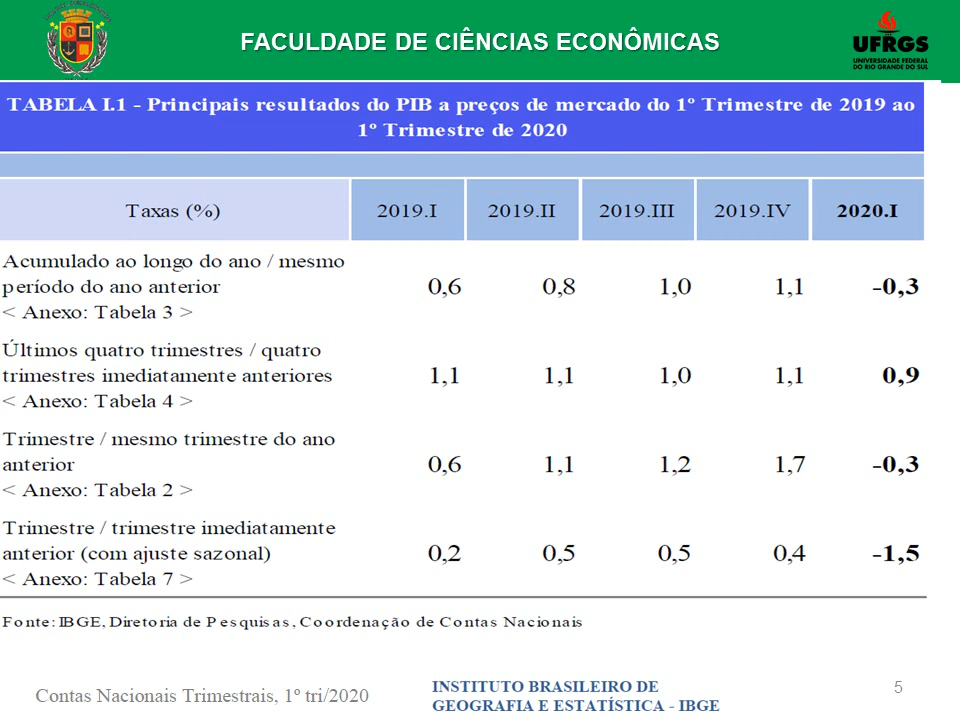 FACULDADE DE CIÊNCIAS ECONÔMICAS
UFRGS
UNIVERSIDADE FEDERAL
DO RIO GRANDE DO SUL
TABELA I.1 - Principais resultados do PIB a preços de mercado do 1º Trimestre de 2019 ao
1º Trimestre de 2020
Taxas (%) 2019.I 2019.II 2019.III 2019.IV 2020.I
Acumulado ao longo do ano / mesmo
período do ano anterior 0,6 0,8 1,0 1,1 -0,3
< Anexo: Tabela 3 >
Últimos quatro trimestres / quatro
trimestres imediatamente anteriores 1,1 1,1 1,0 1,1 0,9
< Anexo: Tabela 4 >
Trimestre / mesmo trimestre do ano
anterior 0,6 1,1 1,2 1,7 -0,3
< Anexo: Tabela 2 >
Trimestre / trimestre imediatamente
anterior (com ajuste sazonal) 0,2 0,5 0,5 0,4 -1,5
< Anexo: Tabela 7 >
Fonte: IBGE, Diretoria de Pesquisas, Coordenação de Contas Nacionais
Contas Nacionais Trimestrais, 1º tri/2020
INSTITUTO BRASILEIRO DE
GEOGRAFIA E ESTATÍSTICA - IBGE
5